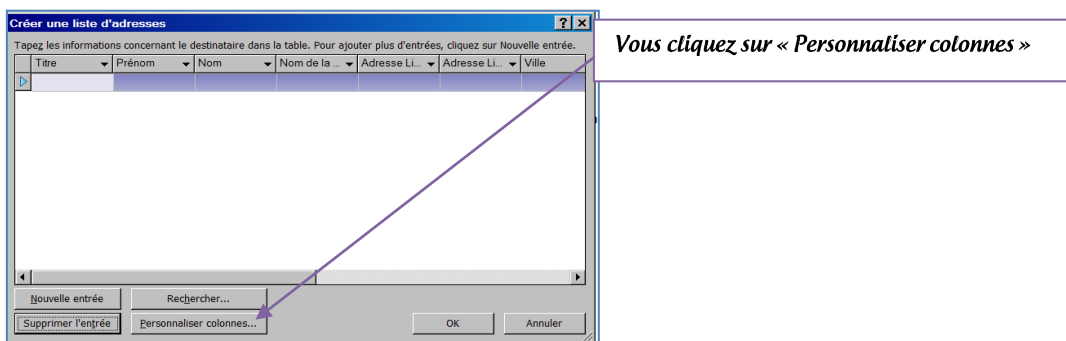 Créer une liste d'adresses
Vous cliquez sur « Personnaliser colonnes »
Tapez les informations concernant le destinataire dans la table. Pour ajouter plus d'entrées, cliquez sur Nouvelle entrée.
Titre Prénom Nom Nom de la ... Adresse Li... Adresse Li... Ville
Nouvelle entrée Rechercher...
Supprimer l'entrée Personnaliser colonnes... OK Annuler